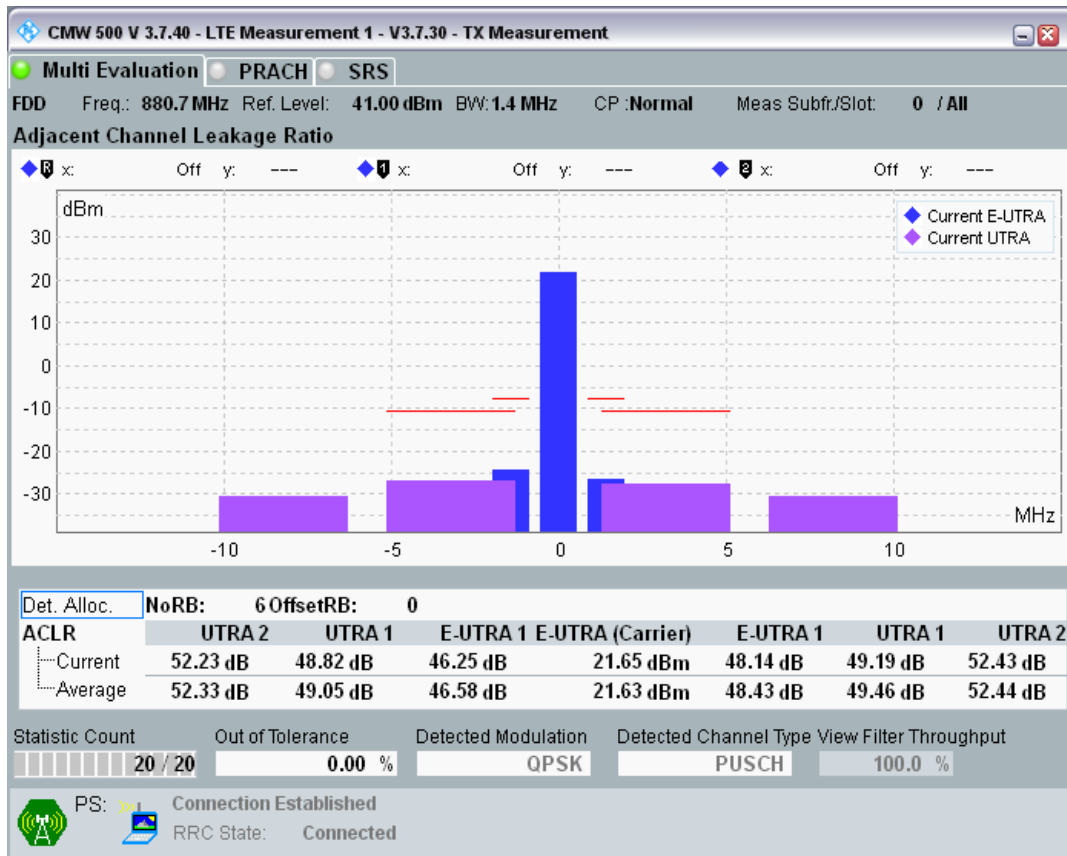 CMW 500 V 3.7.40 - LTE Measurement 1 - V3.7.30 - TX Measurement
Multi Evaluation PRACH SRS
FDD Freq.: 880.7 MHz Ref. Level: 41.00 dBm BW: 1.4 MHz CP :Normal Meas Subfr./Slot: 0 / All
Adjacent Channel Leakage Ratio
R x: Off y: --- 1 x: Off y: --- 2 x: Off y: ---
dBm
Current E-UTRA
Current UTRA
30
20
10
0
-10
-20
-30
MHz
-10 -5 0 5 10
Det. Alloc. NoRB: 6 OffsetRB: 0
ACLR UTRA 2 UTRA 1 E-UTRA 1 E-UTRA (Carrier) E-UTRA 1 UTRA 1 UTRA 2
Current 52.23 dB 48.82 dB 46.25 dB 21.65 dBm 48.14 dB 49.19 dB 52.43 dB
Average 52.33 dB 49.05 dB 46.58 dB 21.63 dBm 48.43 dB 49.46 dB 52.44 dB
Statistic Count Out of Tolerance Detected Modulation Detected Channel Type View Filter Throughput
20 / 20 0.00 % QPSK PUSCH 100.0 %
PS: Connection Established
RRC State: Connected